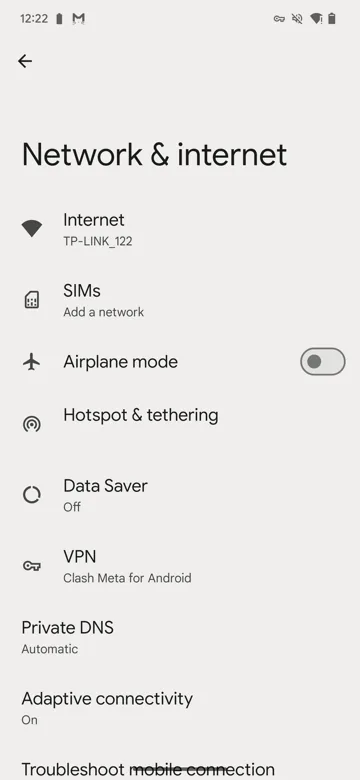 12:22
Network & internet
Internet
TP-LINK_122
SIMs
Add a network
Airplane mode
Hotspot & tethering
Data Saver
Off
VPN
Clash Meta for Android
Private DNS
Automatic
Adaptive connectivity
On
Troubleshoot mobile connection